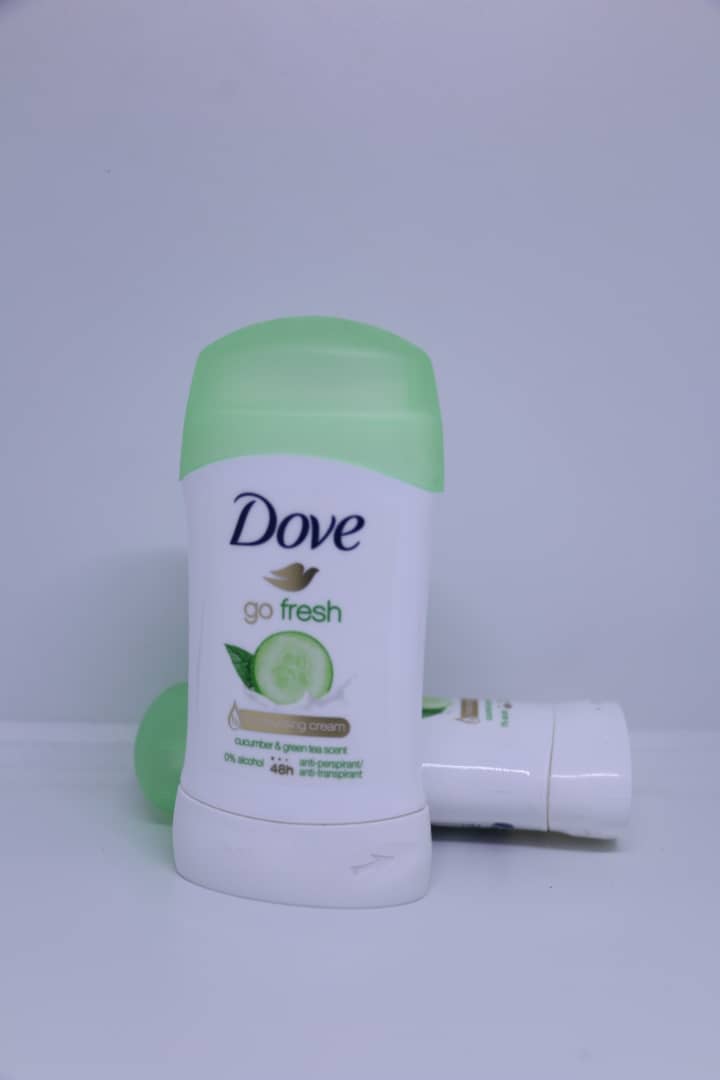 Dove
go fresh
cream
cucumber & green tea scent
0% alcohol 48h anti-perspirant/
anti-transpirant